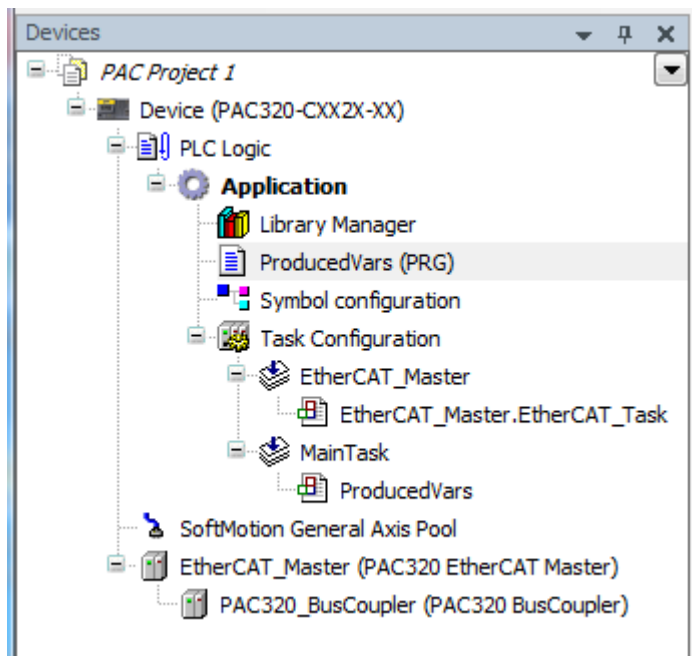 Devices
PAC Project 1
Device (PAC320-CXX2X-XX)
PLC Logic
Application
Library Manager
ProducedVars (PRG)
Symbol configuration
Task Configuration
EtherCAT_Master
EtherCAT_Master.EtherCAT_Task
MainTask
ProducedVars
SoftMotion General Axis Pool
EtherCAT_Master (PAC320 EtherCAT Master)
PAC320_BusCoupler (PAC320 BusCoupler)